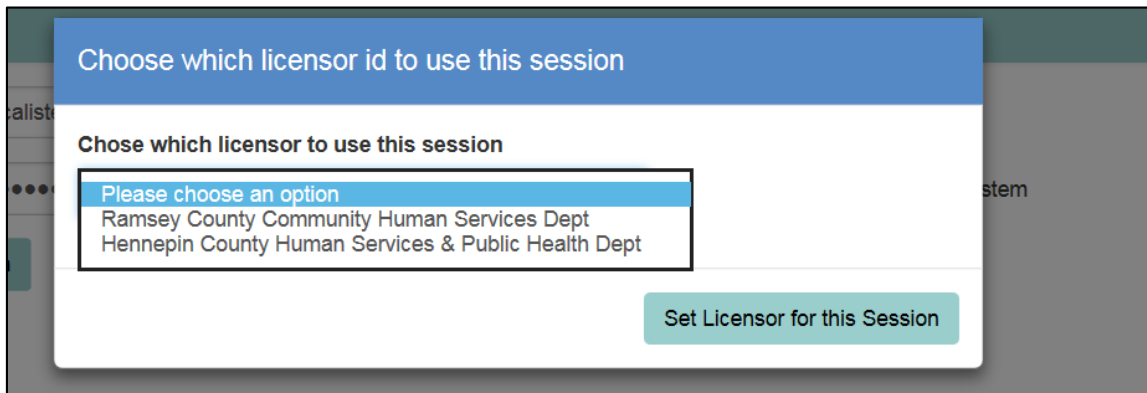 Choose which licensor id to use this session
Chose which licensor to use this session
Please choose an option
Ramsey County Community Human Services Dept
Hennepin County Human Services & Public Health Dept
Set Licensor for this Session